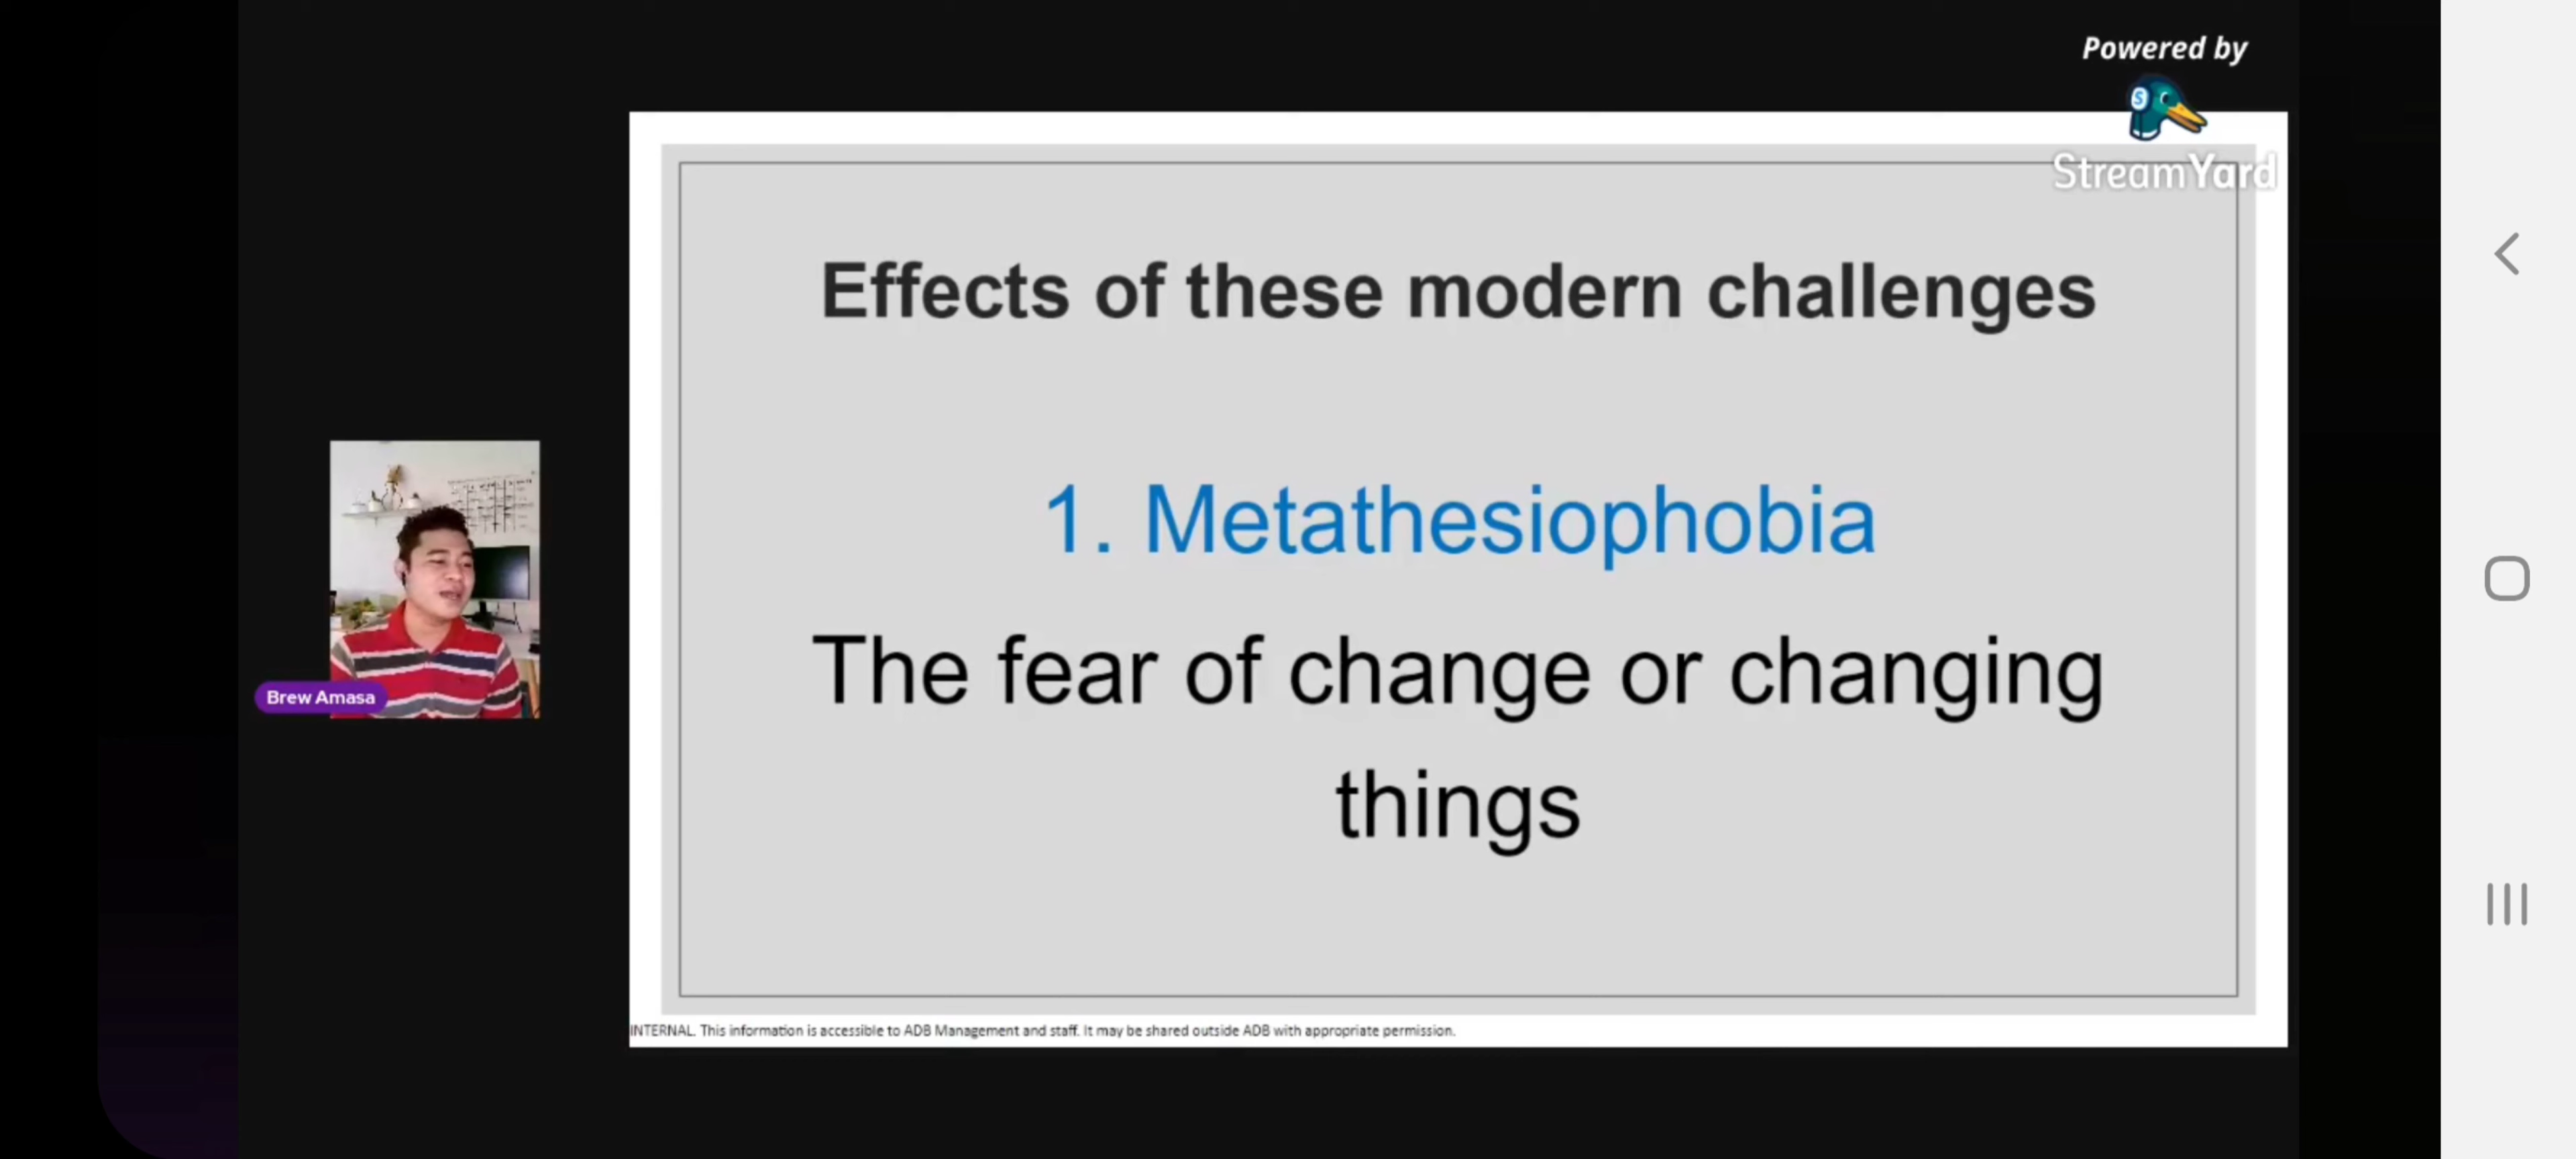 Powered by
StreamYard
Effects of these modern challenges
1. Metathesiophobia
The fear of change or changing
things
Brew Amasa
INTERNAL. This information is accessible to ADB Management and staff. It may be shared outside ADB with appropriate permission.